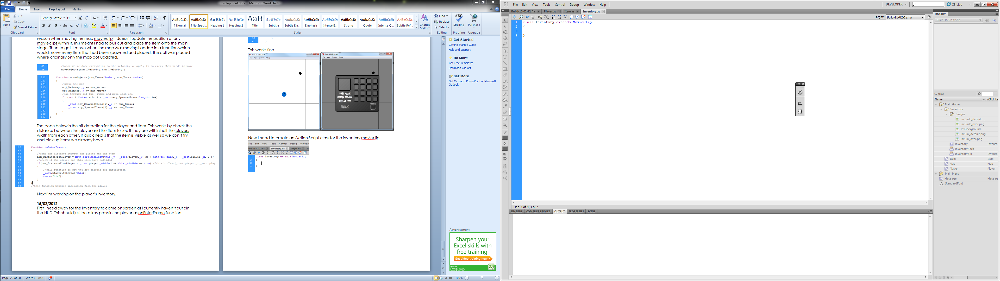 Development.docx - Microsoft Word Starter
File Home Insert Page Layout Mailings
Paste
Cut
Copy
Format Painter
Clipboard
Century Gothic 11
Font
Paragraph
AaBbCcDc AaBbCcDc AaBbC AaBbCc AaB AaBbCc. AaBbCcDc AaBbCcDc AaBbCcDc AaBbCcDc AaBbCcDc AaBbCcDc AABBCCDC
¶ Normal ¶ No Spaci... Heading 1 Heading 2 Title Subtitle Subtle Em... Emphasis Intense E... Strong Quote Intense Q... Subtle Ref...
Styles
Change Styles
Find
Replace
Select
Editing
Spelling
Proofing
Purchase
Upgrade
reason when moving the map movieclip it doesn't update the position of any
movieclips within it. This meant I had to pull out and place the item onto the main
stage. Then to get it move when the map was moving I added in a function which
would move every item that had been spawned and placed. The call was placed
where originally only the map got updated.
85 //once we've done everything to the velocity we apply it to every that needs to move
86 moveObjects(num_XVelocity,num_YVelocity);
222 function moveObjects(num_Xmove:Number, num_Ymove:Number)
223 {
224 //move the map
225 obj_MainMap._y += num_Ymove;
226 obj_MainMap._x += num_Xmove;
227 //go through all the items and move each one
228 for(var i:Number = 0; i < _root.ary_SpawnedItems.length; i++)
229 {
230 _root.ary_SpawnedItems[i]._x += num_Xmove;
231 _root.ary_SpawnedItems[i]._y += num_Ymove;
232 }
233 }
234 }
The code below is the hit detection for the player and item. This works by check the
distance between the player and the item to see if they are within half the players
width from each other. It also checks that the item is visible as well so we don't try
and pick up items we already have.
46 function onEnterFrame()
47 {
48 //find the distance between the player and the item
49 num_DistanceFromPlayer = Math.sqrt(Math.pow(this._y - _root.player._y, 2) + Math.pow(this._x - _root.player._x, 2));
50 //check if the player and this item have collided
51 if(num_DistanceFromPlayer < _root.player._width/2 && this._visible == true) //this.hitTest(_root.player._x,_root.play
52 {
53 //call function to get the key checked for interaction
54 _root.player.Interact(this);
55 trace("hit");
56 }
57 }
58 //this function handles interction from the player
Next I'm working on the player's inventory.
15/02/2012
First I need away for the inventory to come on screen as I currently haven't put ain
the HUD. This should just be a key press in the player.as onEnterFrame function.
59 }
60 }
This works fine.
Build-15-02-12.swf
File View Control Debug
Build-15-02-12.swf
File View Control Debug
ITEM NAME
HEALTH 000/000
EFFECT +000
BACK
Now I need to create an Action Script class for the inventory movieclip.
File Edit View Tools Control Debug Window
uild-15-02-12.fla Inventory.as* Player.as* Ite
1 class Inventory extends MovieClip
2 {
3
4 }
Get Started
Getting Started Guide
Help and Support
Do More
Get Free Templates
Download Clip Art
Get More
Get Microsoft PowerPoint or Microsoft
Outlook
Advertisement
Sharpen your
Excel skills with
free training.
Get video training now >
Excel 2010
Page: 20 of 20 Words: 1,848
100%
Fl File Edit View Tools Control Debug Window Help
DEVELOPER
CS Live
Build-15-02-12.fla Player.as Item.as Inventory.as
Target: Build-15-02-12.fla
1 class Inventory extends MovieClip
2 {
3
4 }
Line 3 of 4, Col 2
TIMELINE COMPILER ERRORS OUTPUT PROPERTIES SCENE
LIBRARY
Build-15-02-12.fla
66 items
Name AS Linka
Main Game
Inventory
Images
invBack_default....
invBack_over.png
InvBackground....
invBin_default.png
invBin_over.png
Inventory Invento
InventoryBack
InventoryBin Invento
Item Item
Map Map
Player Player
Main Menu
Message Messag
StandardFont